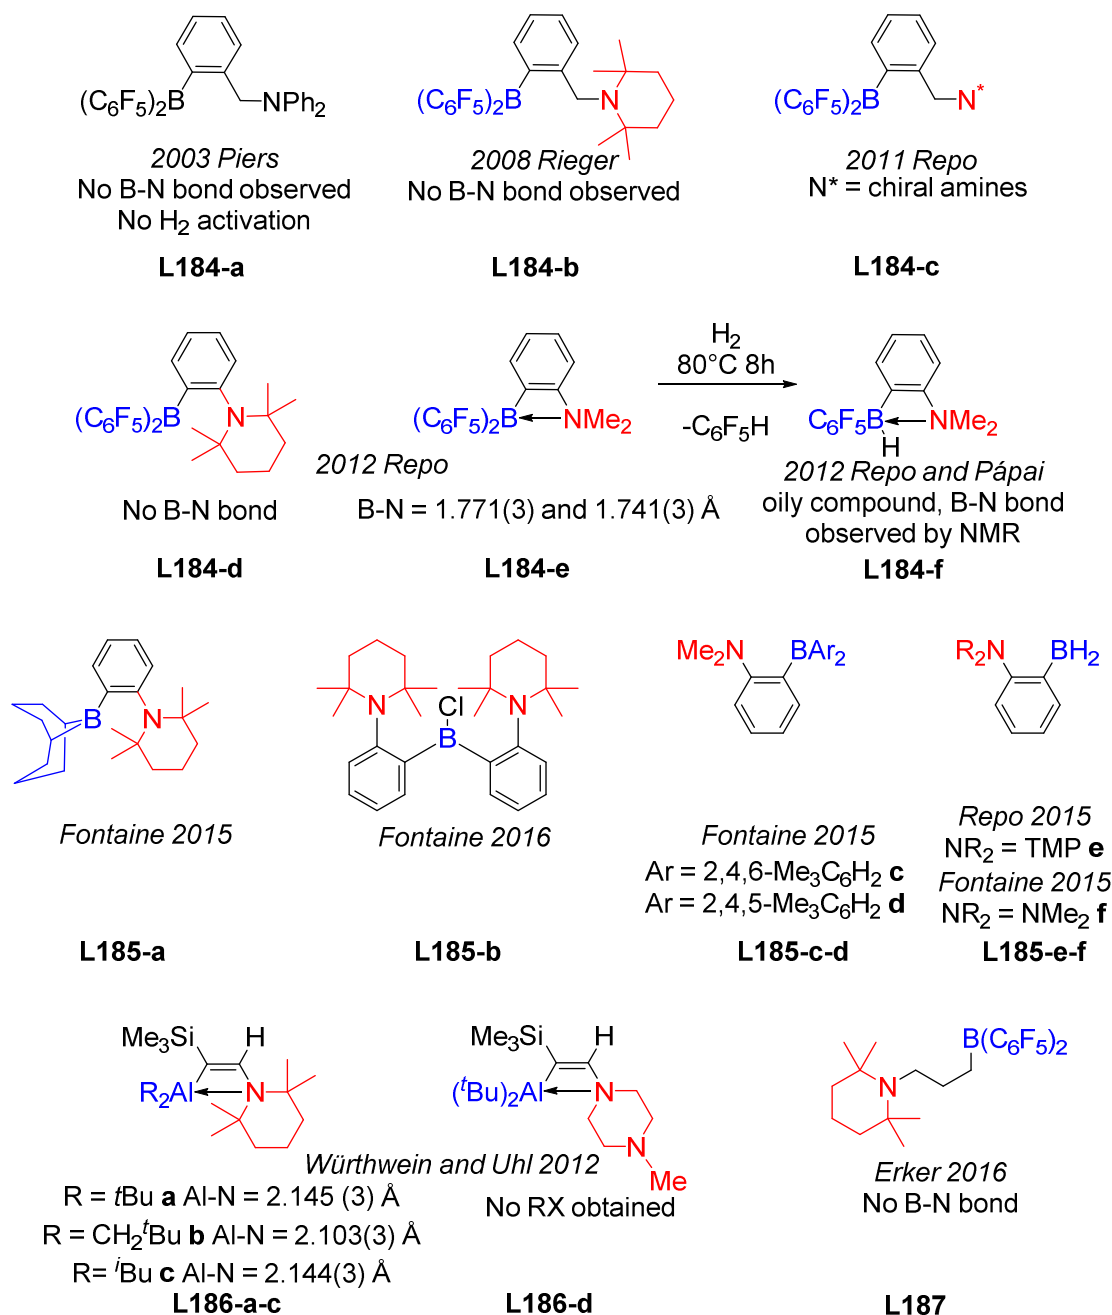 (C6F5)2B NPh2
2003 Piers
No B-N bond observed
No H2 activation
L184-a
(C6F5)2B N
2008 Rieger
No B-N bond observed
L184-b
(C6F5)2B N*
2011 Repo
N* = chiral amines
L184-c
(C6F5)2B N
No B-N bond
L184-d
(C6F5)2B NMe2
2012 Repo
B-N = 1.771(3) and 1.741(3) Å
L184-e
H2
80°C 8h
-C6F5H
C6F5B NMe2
H
2012 Repo and Pápai
oily compound, B-N bond
observed by NMR
L184-f
B N
Fontaine 2015
L185-a
N Cl N
B
Fontaine 2016
L185-b
Me2N BAr2
Fontaine 2015
Ar = 2,4,6-Me3C6H2 c
Ar = 2,4,5-Me3C6H2 d
L185-c-d
R2N BH2
Repo 2015
NR2 = TMP e
Fontaine 2015
NR2 = NMe2 f
L185-e-f
Me3Si H
R2Al N
Würthwein and Uhl 2012
R = tBu a Al-N = 2.145 (3) Å
R = CH2tBu b Al-N = 2.103(3) Å
R= iBu c Al-N = 2.144(3) Å
L186-a-c
Me3Si H
(tBu)2Al N
N
Me
No RX obtained
L186-d
B(C6F5)2
N
Erker 2016
No B-N bond
L187